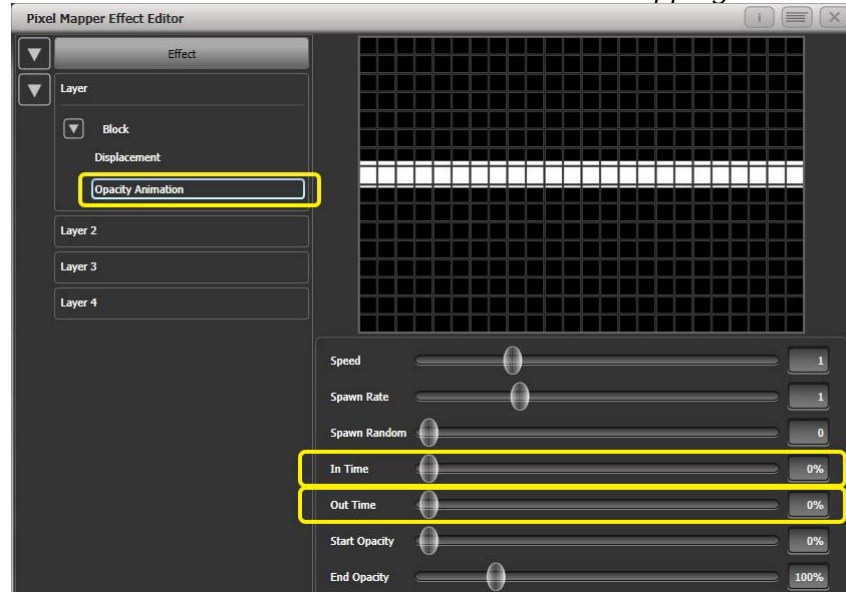 Pixel Mapper Effect Editor
i
X
Effect
Layer
Block
Displacement
Opacity Animation
Layer 2
Layer 3
Layer 4
Speed 1
Spawn Rate 1
Spawn Random 0
In Time 0%
Out Time 0%
Start Opacity 0%
End Opacity 100%